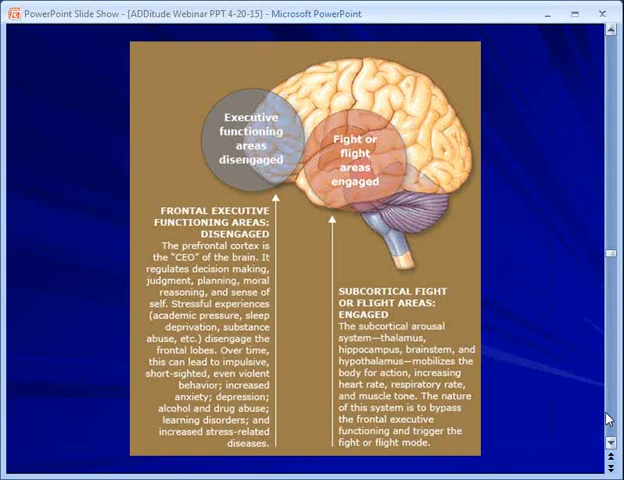 PowerPoint Slide Show - [ADDitude Webinar PPT 4-20-15] - Microsoft PowerPoint
Executive
functioning
areas
disengaged
Fight or
flight
areas
engaged
FRONTAL EXECUTIVE
FUNCTIONING AREAS:
DISENGAGED
The prefrontal cortex is
the "CEO" of the brain. It
regulates decision making,
judgment, planning, moral
reasoning, and sense of
self. Stressful experiences
(academic pressure, sleep
deprivation, substance
abuse, etc.) disengage the
frontal lobes. Over time,
this can lead to impulsive,
short-sighted, even violent
behavior; increased
anxiety; depression;
alcohol and drug abuse;
learning disorders; and
increased stress-related
diseases.
SUBCORTICAL FIGHT
OR FLIGHT AREAS:
ENGAGED
The subcortical arousal
system—thalamus,
hippocampus, brainstem, and
hypothalamus—mobilizes the
body for action, increasing
heart rate, respiratory rate,
and muscle tone. The nature
of this system is to bypass
the frontal executive
functioning and trigger the
fight or flight mode.